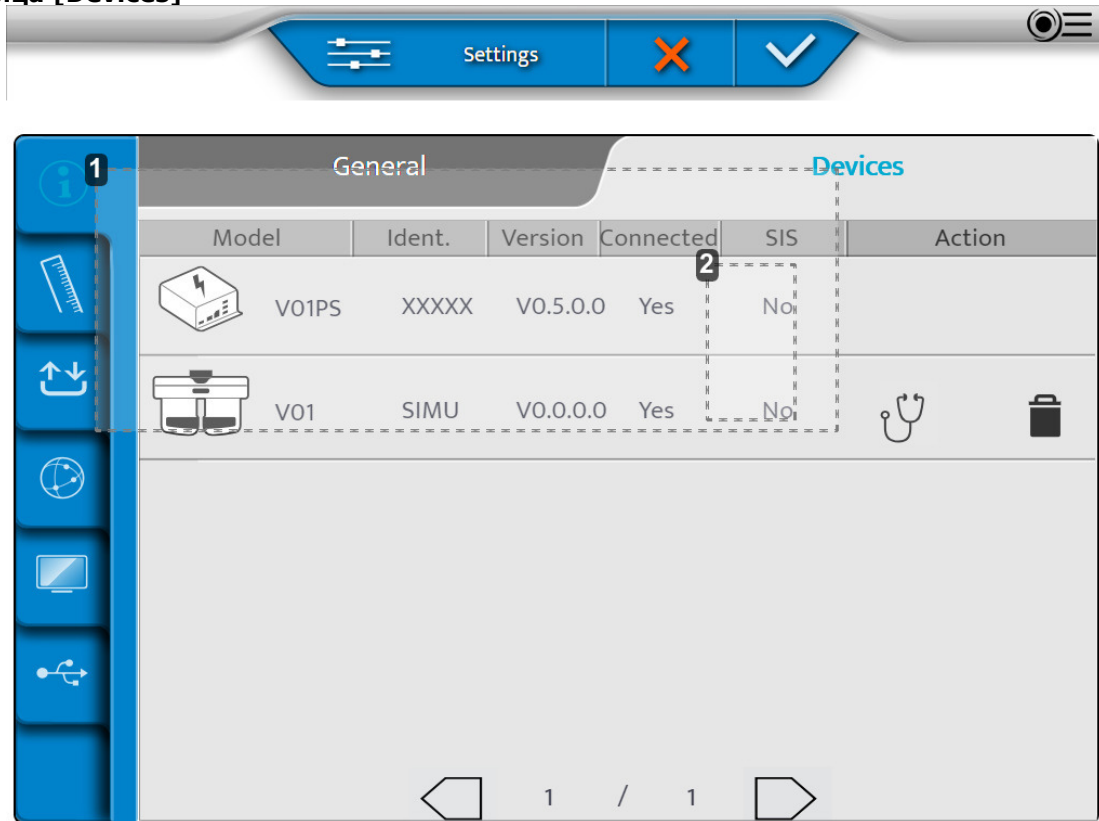 [Devices]
Settings
1
General
Devices
Model Ident. Version Connected SIS Action
2
V01PS XXXXX V0.5.0.0 Yes No
V01 SIMU V0.0.0.0 Yes No
1 / 1